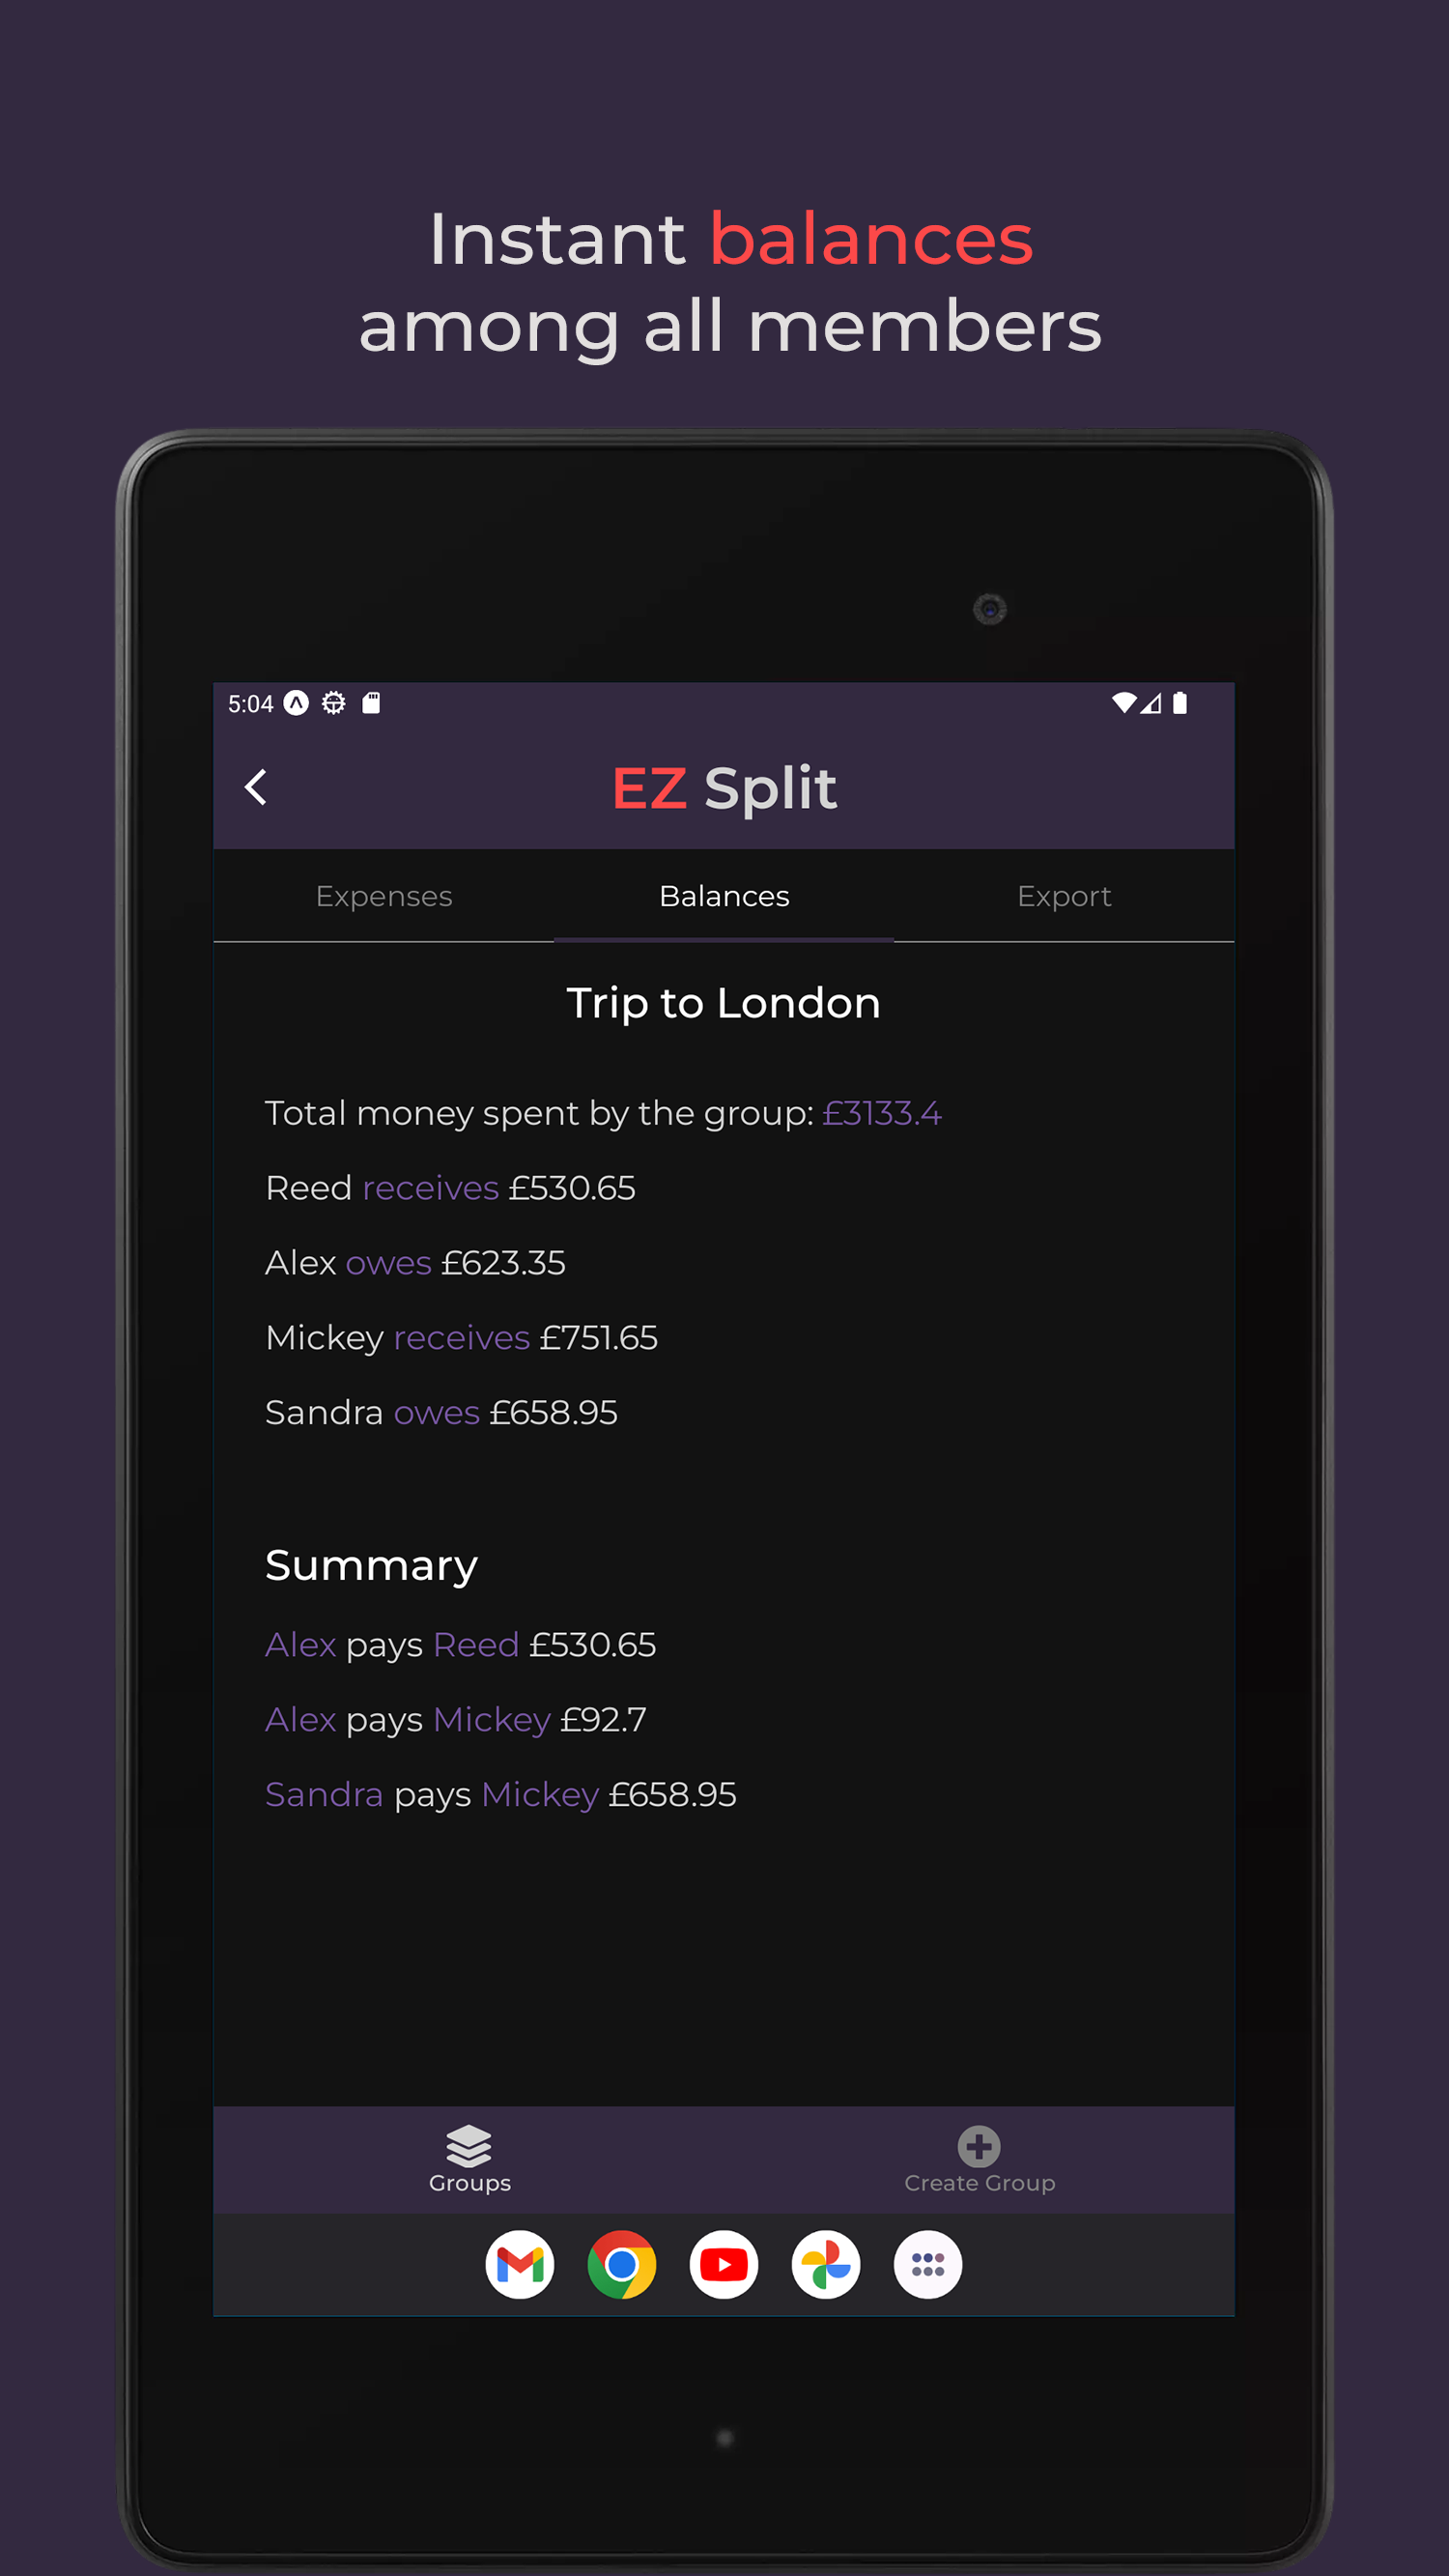 Instant balances
among all members
5:04
EZ Split
Expenses
Balances
Export
Trip to London
Total money spent by the group: £3133.4
Reed receives £530.65
Alex owes £623.35
Mickey receives £751.65
Sandra owes £658.95
Summary
Alex pays Reed £530.65
Alex pays Mickey £92.7
Sandra pays Mickey £658.95
Groups
Create Group